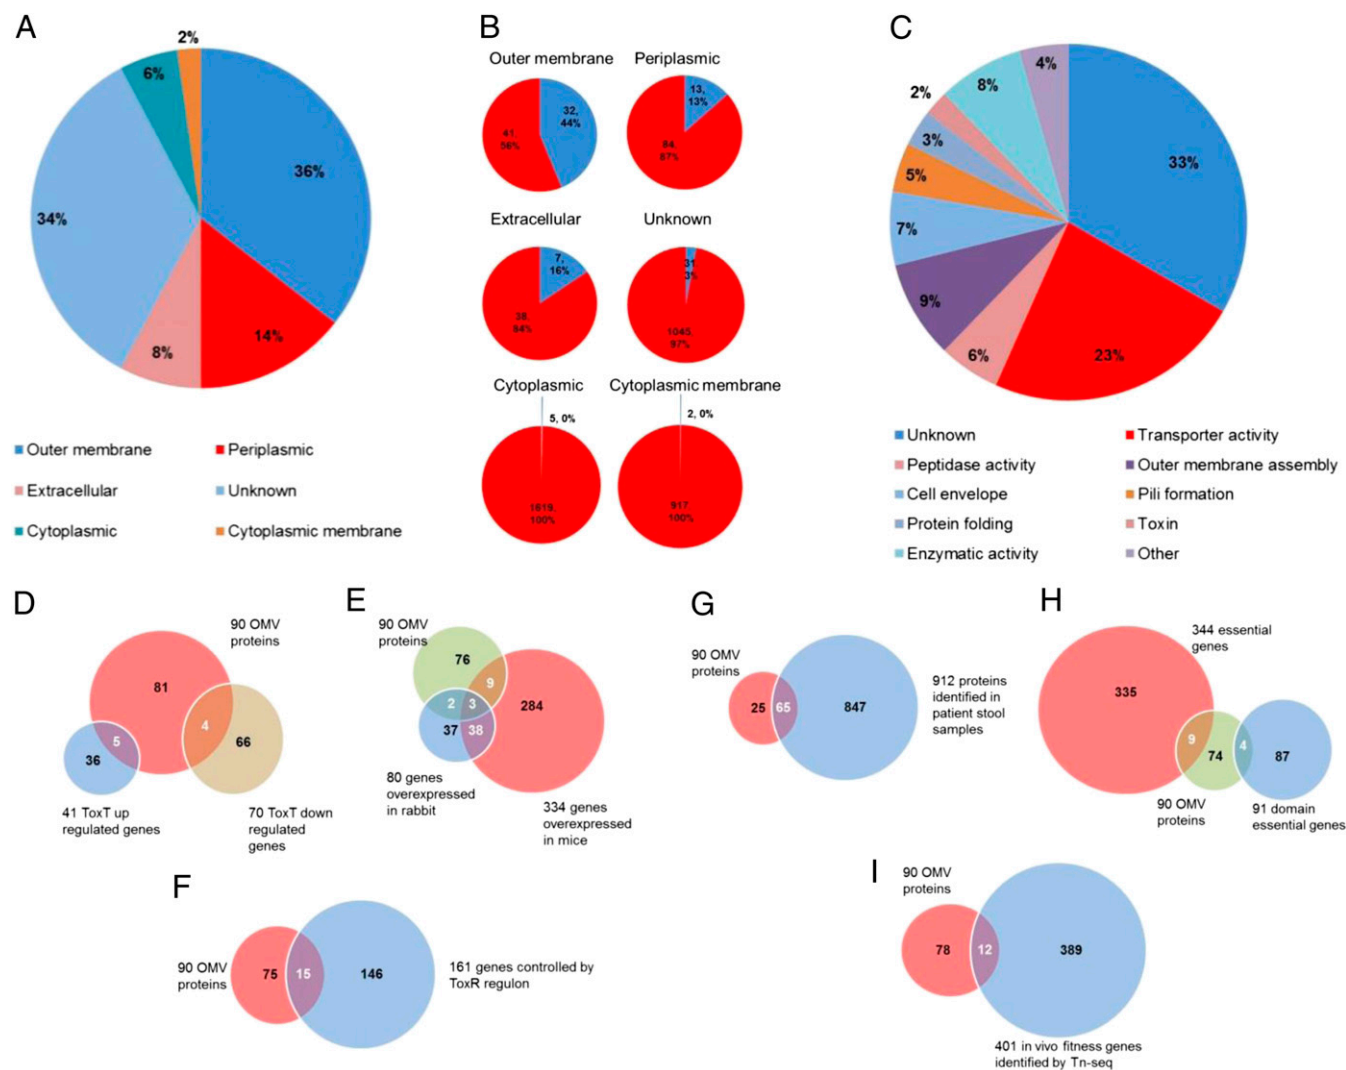 A
2%
6%
36%
34%
14%
8%
Outer membrane
Periplasmic
Extracellular
Unknown
Cytoplasmic
Cytoplasmic membrane
B
Outer membrane
Periplasmic
32,
44%
41,
56%
13,
13%
84,
87%
Extracellular
Unknown
7,
16%
38,
84%
31
3%
1045,
97%
Cytoplasmic
Cytoplasmic membrane
5, 0%
2, 0%
1619,
100%
917,
100%
C
4%
8%
2%
3%
5%
7%
9%
6%
33%
23%
Unknown
Transporter activity
Peptidase activity
Outer membrane assembly
Cell envelope
Pili formation
Protein folding
Toxin
Enzymatic activity
Other
D
90 OMV
proteins
81
4
5
36
66
41 ToxT up
regulated genes
70 ToxT down
regulated
genes
E
90 OMV
proteins
76
9
2
3
284
37
38
80 genes
overexpressed
in rabbit
334 genes
overexpressed
in mice
G
90 OMV
proteins
25
65
847
912 proteins
identified in
patient stool
samples
H
344 essential
genes
335
9
74
4
87
90 OMV
proteins
91 domain
essential genes
F
90 OMV
proteins
75
15
146
161 genes controlled by
ToxR regulon
I
90 OMV
proteins
78
12
389
401 in vivo fitness genes
identified by Tn-seq